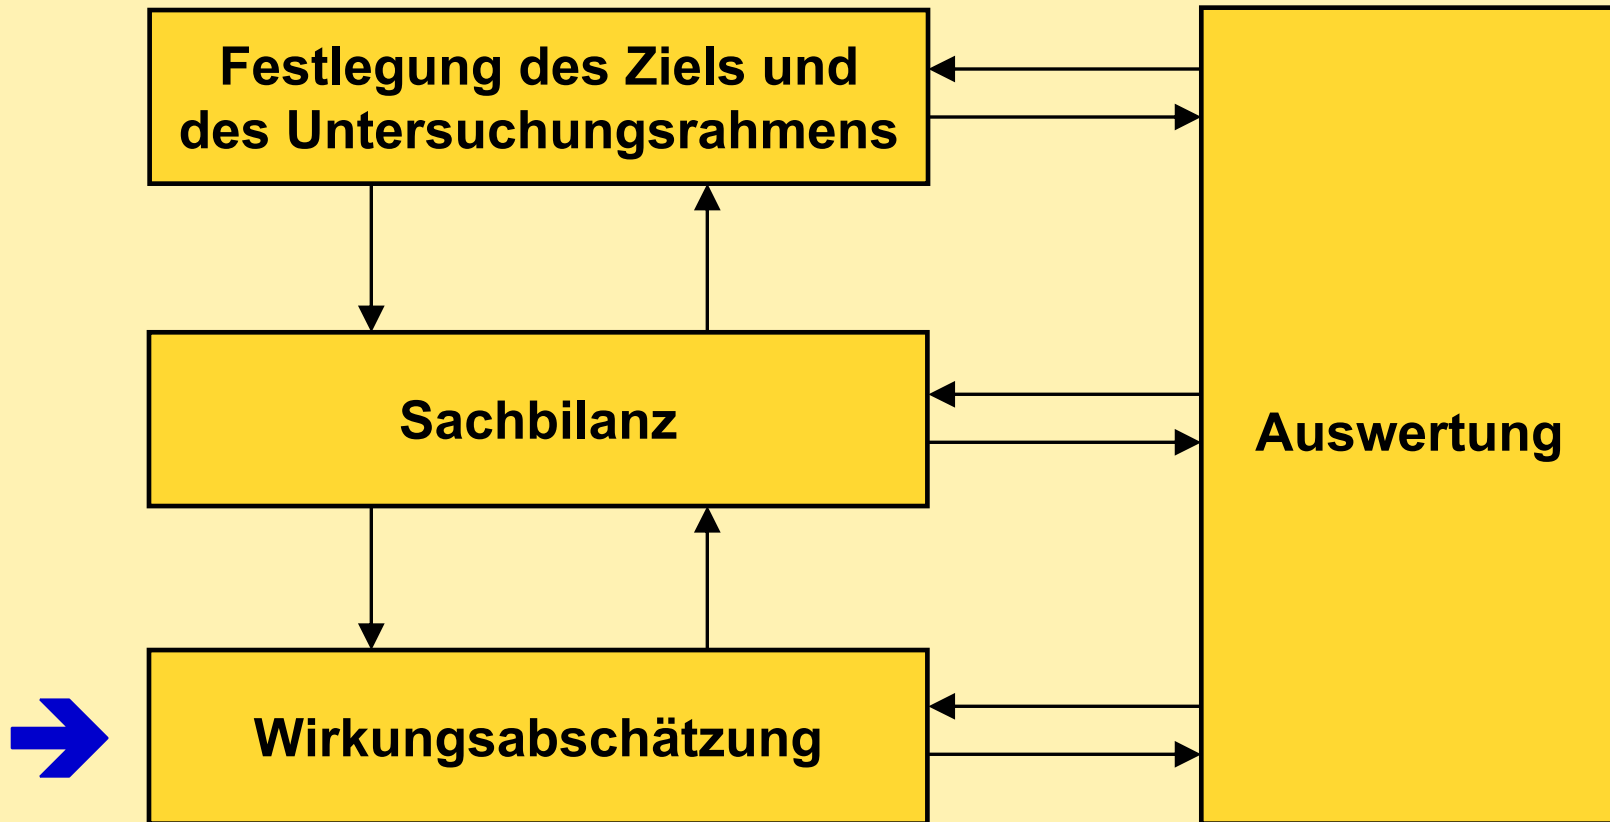 Festlegung des Ziels und
des Untersuchungsrahmens
Sachbilanz
Auswertung
Wirkungsabschätzung